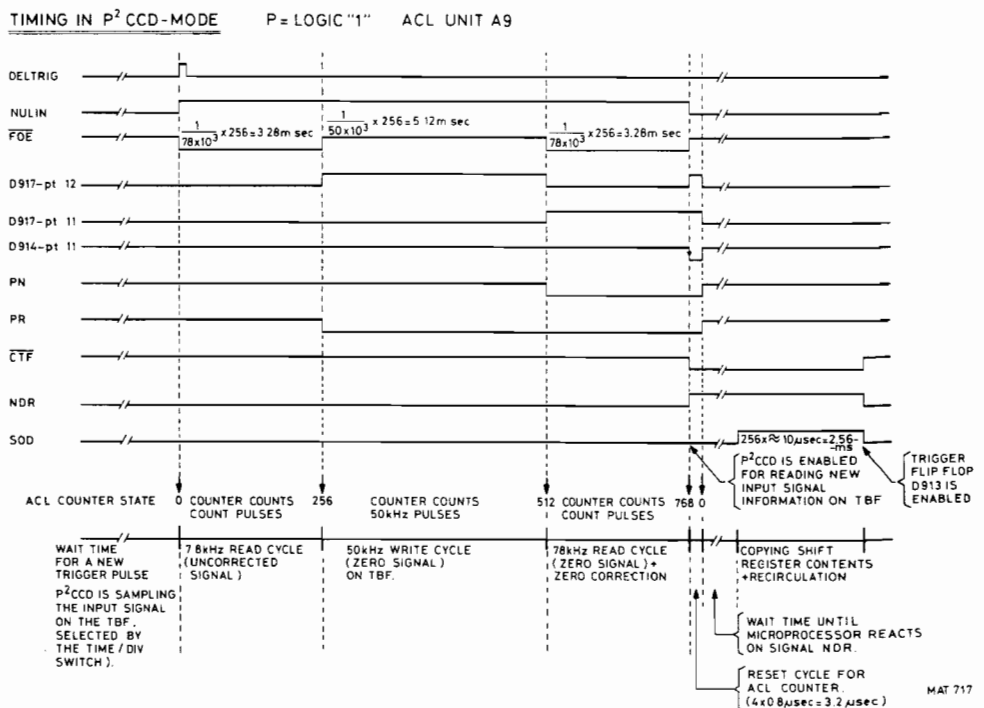 TIMING IN P² CCD-MODE P = LOGIC "1" ACL UNIT A9
DELTRIG
NULIN
FOE
1/78x10³ x 256 = 3.28m sec
1/50x10³ x 256 = 5.12m sec
1/78x10³ x 256 = 3.28m sec
D917-pt 12
D917-pt 11
D914-pt 11
PN
PR
CTF
NDR
SOD
256x≈10µsec=2.56-
ms
P²CCD IS ENABLED
FOR READING NEW
INPUT SIGNAL
INFORMATION ON TBF
TRIGGER
FLIP FLOP
D913 IS
ENABLED
ACL COUNTER STATE 0 COUNTER COUNTS 256 COUNTER COUNTS 512 COUNTER COUNTS 768 0
COUNT PULSES 50kHz PULSES COUNT PULSES
WAIT TIME
FOR A NEW
TRIGGER PULSE
P²CCD IS SAMPLING
THE INPUT SIGNAL
ON THE TBF,
SELECTED BY
THE TIME/DIV
SWITCH).
78kHz READ CYCLE
(UNCORRECTED
SIGNAL)
50kHz WRITE CYCLE
(ZERO SIGNAL)
ON TBF.
78kHz READ CYCLE
(ZERO SIGNAL)+
ZERO CORRECTION
COPYING SHIFT
REGISTER CONTENTS
+RECIRCULATION
WAIT TIME UNTIL
MICROPROCESSOR REACTS
ON SIGNAL NDR.
RESET CYCLE FOR
ACL COUNTER.
(4x0.8µsec=3.2µsec)
MAT 717